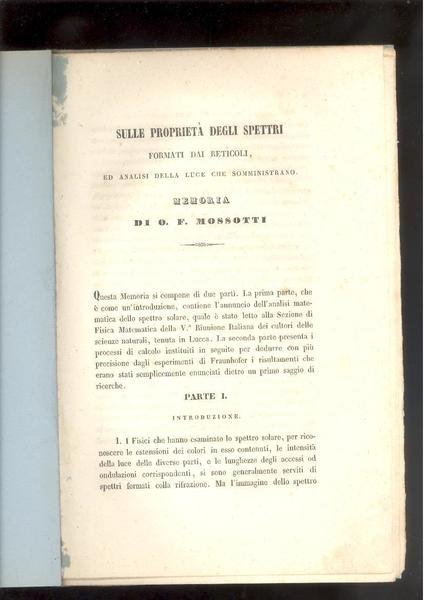 SULLE PROPRIETÀ DEGLI SPETTRI
FORMATI DAI RETICOLI,
ED ANALISI DELLA LUCE CHE SOMMINISTRANO.
MEMORIA
DI O. F. MOSSOTTI
Questa Memoria si compone di due parti. La prima parte, che
è come un'introduzione, contiene l'annuncio dell'analisi mate-
matica dello spettro solare, quale è stato letto alla Sezione di
Fisica Matematica della V.ª Riunione Italiana dei cultori delle
scienze naturali, tenuta in Lucca. La seconda parte presenta i
processi di calcolo instituiti in seguito per dedurre con più
precisione dagli esperimenti di Fraunhofer i risultamenti che
erano stati semplicemente enunciati dietro un primo saggio di
ricerche.
PARTE I.
INTRODUZIONE.
1. I Fisici che hanno esaminato lo spettro solare, per rico-
noscere le estensioni dei colori in esso contenuti, le intensità
della luce delle diverse parti, e le lunghezze degli accessi od
ondulazioni corrispondenti, si sono generalmente serviti di
spettri formati colla rifrazione. Ma l'immagine dello spettro